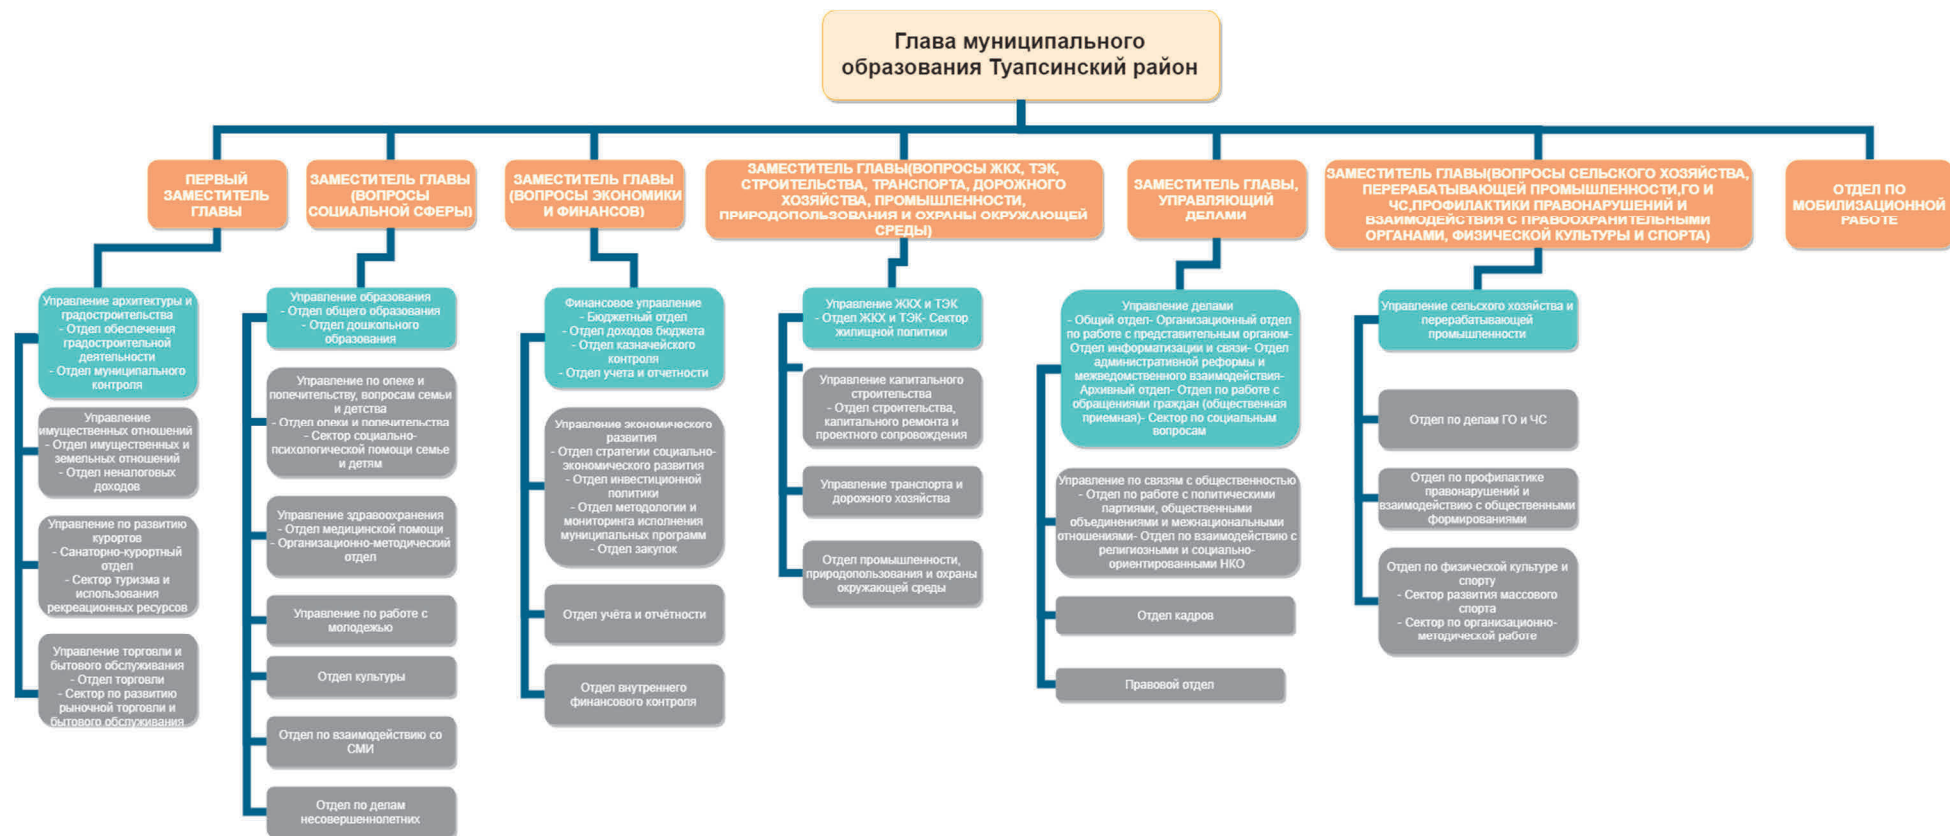 Глава муниципального
образования Туапсинский район
ПЕРВЫЙ
ЗАМЕСТИТЕЛЬ
ГЛАВЫ
ЗАМЕСТИТЕЛЬ ГЛАВЫ
(ВОПРОСЫ
СОЦИАЛЬНОЙ СФЕРЫ)
ЗАМЕСТИТЕЛЬ ГЛАВЫ
(ВОПРОСЫ ЭКОНОМИКИ
И ФИНАНСОВ)
ЗАМЕСТИТЕЛЬ ГЛАВЫ(ВОПРОСЫ ЖКХ, ТЭК,
СТРОИТЕЛЬСТВА, ТРАНСПОРТА, ДОРОЖНОГО
ХОЗЯЙСТВА, ПРОМЫШЛЕННОСТИ,
ПРИРОДОПОЛЬЗОВАНИЯ И ОХРАНЫ ОКРУЖАЮЩЕЙ
СРЕДЫ)
ЗАМЕСТИТЕЛЬ ГЛАВЫ,
УПРАВЛЯЮЩИЙ
ДЕЛАМИ
ЗАМЕСТИТЕЛЬ ГЛАВЫ(ВОПРОСЫ СЕЛЬСКОГО ХОЗЯЙСТВА,
ПЕРЕРАБАТЫВАЮЩЕЙ ПРОМЫШЛЕННОСТИ,ГО И
ЧС,ПРОФИЛАКТИКИ ПРАВОНАРУШЕНИЙ И
ВЗАИМОДЕЙСТВИЯ С ПРАВООХРАНИТЕЛЬНЫМИ
ОРГАНАМИ, ФИЗИЧЕСКОЙ КУЛЬТУРЫ И СПОРТА)
ОТДЕЛ ПО
МОБИЛИЗАЦИОННОЙ
РАБОТЕ
Управление архитектуры и
градостроительства
- Отдел обеспечения
градостроительной
деятельности
- Отдел муниципального
контроля
Управление
имущественных отношений
- Отдел имущественных и
земельных отношений
- Отдел неналоговых
доходов
Управление по развитию
курортов
- Санаторно-курортный
отдел
- Сектор туризма и
использования
рекреационных ресурсов
Управление торговли и
бытового обслуживания
- Отдел торговли
- Сектор по развитию
рыночной торговли и
бытового обслуживания
Управление образования
- Отдел общего образования
- Отдел дошкольного
образования
Управление по опеке и
попечительству, вопросам семьи
и детства
- Отдел опеки и попечительства
- Сектор социально-
психологической помощи семье
и детям
Управление здравоохранения
- Отдел медицинской помощи
- Организационно-методический
отдел
Управление по работе с
молодежью
Отдел культуры
Отдел по взаимодействию со
СМИ
Отдел по делам
несовершеннолетних
Финансовое управление
- Бюджетный отдел
- Отдел доходов бюджета
- Отдел казначейского
контроля
- Отдел учета и отчетности
Управление экономического
развития
- Отдел стратегии социально-
экономического развития
- Отдел инвестиционной
политики
- Отдел методологии и
мониторинга исполнения
муниципальных программ
- Отдел закупок
Отдел учёта и отчётности
Отдел внутреннего
финансового контроля
Управление ЖКХ и ТЭК
- Отдел ЖКХ и ТЭК- Сектор
жилищной политики
Управление капитального
строительства
- Отдел строительства,
капитального ремонта и
проектного сопровождения
Управление транспорта и
дорожного хозяйства
Отдел промышленности,
природопользования и охраны
окружающей среды
Управление делами
- Общий отдел- Организационный отдел
по работе с представительным органом-
Отдел информатизации и связи- Отдел
административной реформы и
межведомственного взаимодействия-
Архивный отдел- Отдел по работе с
обращениями граждан (общественная
приемная)- Сектор по социальным
вопросам
Управление по связям с общественностью
- Отдел по работе с политическими
партиями, общественными
объединениями и межнациональными
отношениями- Отдел по взаимодействию с
религиозными и социально-
ориентированными НКО
Отдел кадров
Правовой отдел
Управление сельского хозяйства и
перерабатывающей
промышленности
Отдел по делам ГО и ЧС
Отдел по профилактике
правонарушений и
взаимодействию с общественными
формированиями
Отдел по физической культуре и
спорту
- Сектор развития массового
спорта
- Сектор по организационно-
методической работе